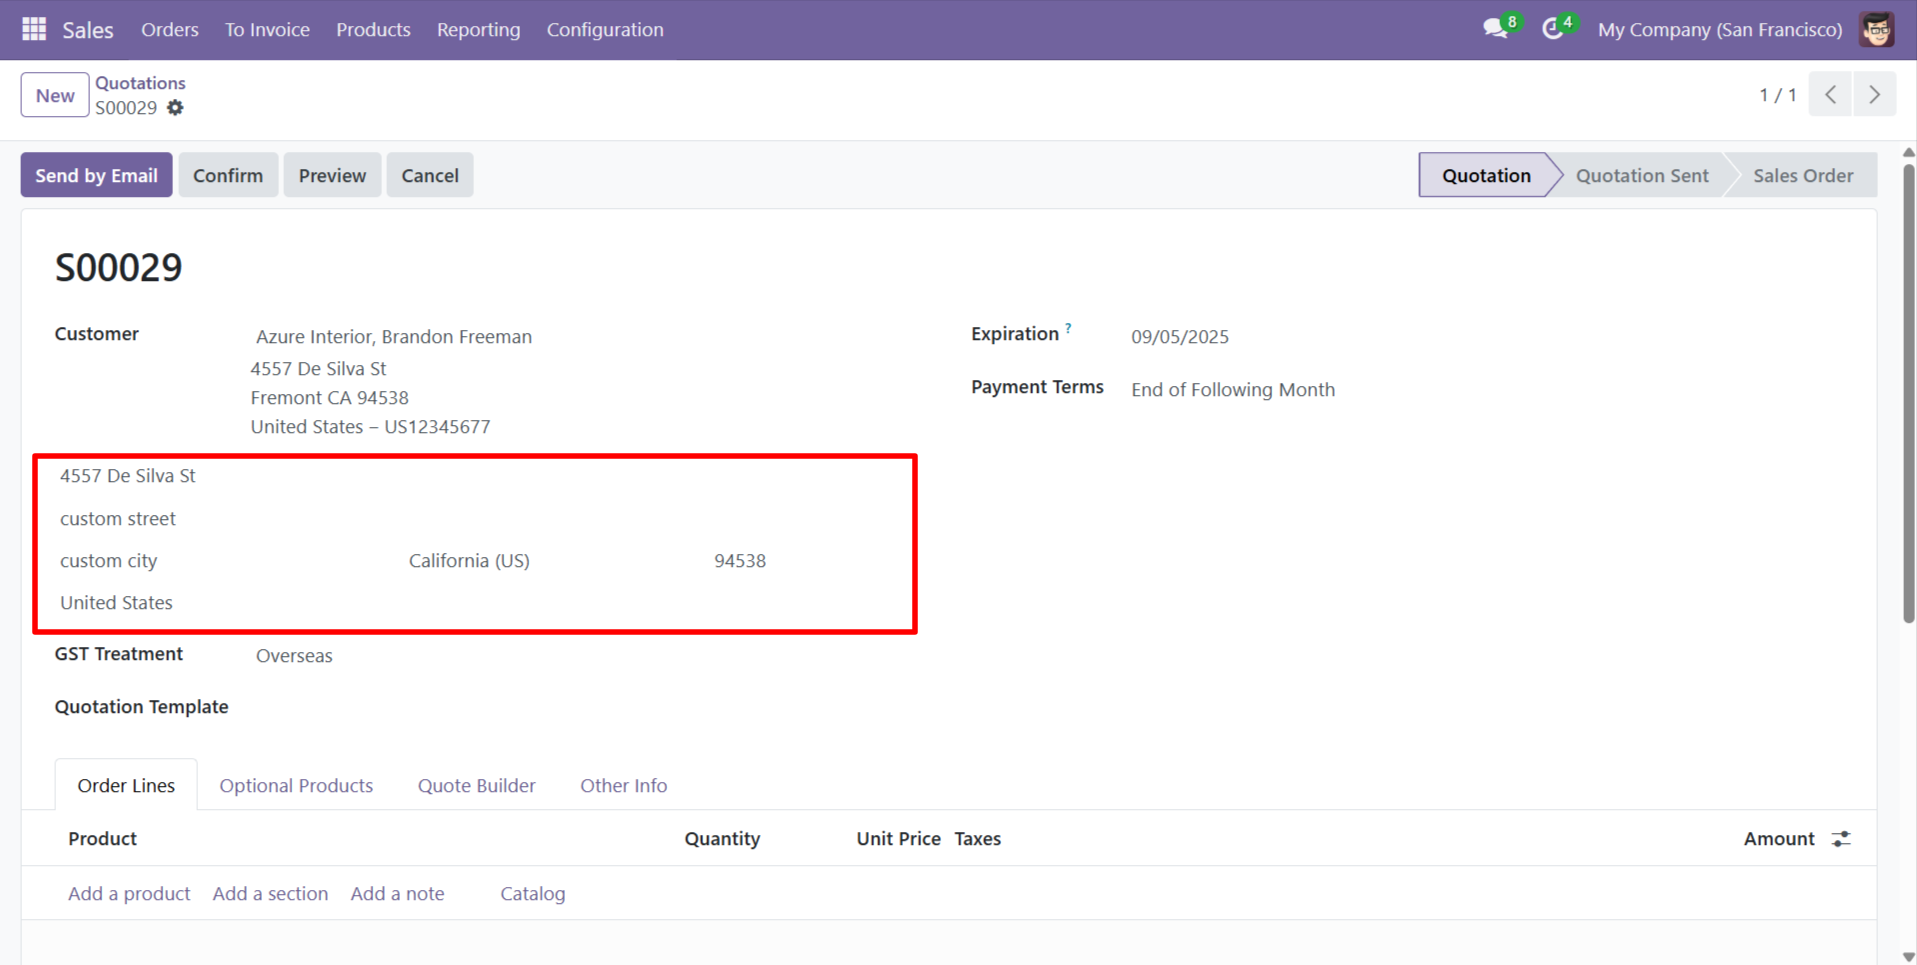 Sales Orders To Invoice Products Reporting Configuration 8 4 My Company (San Francisco)
New Quotations
S00029 1 / 1
Send by Email Confirm Preview Cancel Quotation Quotation Sent Sales Order
S00029
Customer Azure Interior, Brandon Freeman Expiration ? 09/05/2025
4557 De Silva St
Fremont CA 94538 Payment Terms End of Following Month
United States – US12345677
4557 De Silva St
custom street
custom city California (US) 94538
United States
GST Treatment Overseas
Quotation Template
Order Lines Optional Products Quote Builder Other Info
Product Quantity Unit Price Taxes Amount
Add a product Add a section Add a note Catalog